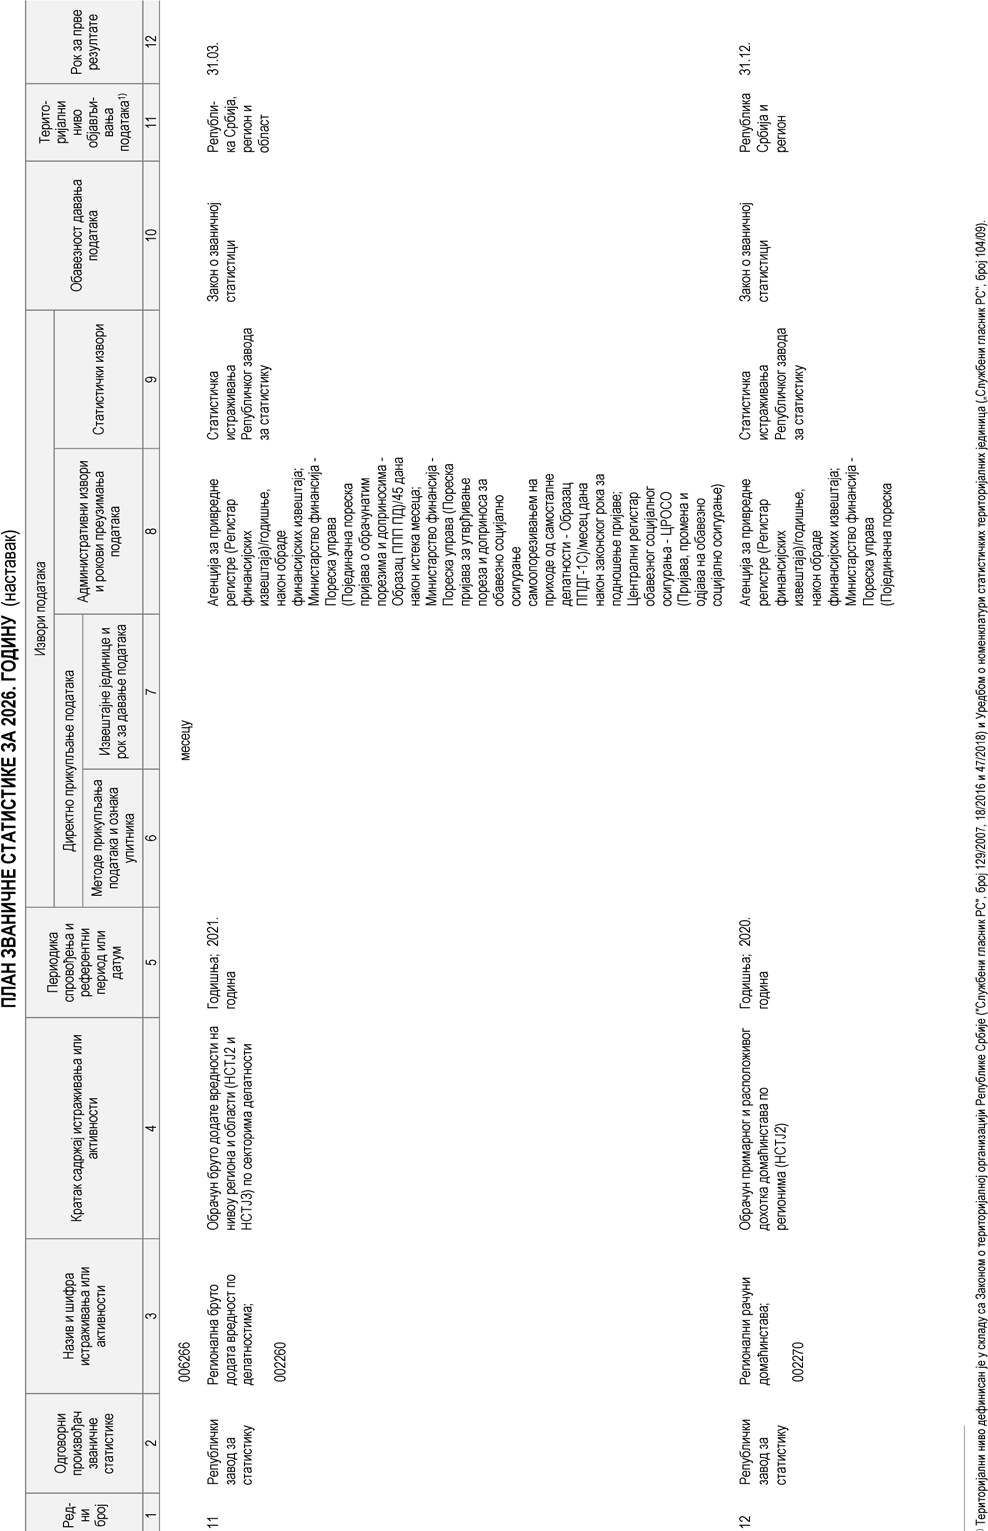 ПЛАН ЗВАНИЧНЕ СТАТИСТИКЕ ЗА 2026. ГОДИНУ (наставак)
Ред-
ни
број
Одговорни
произвођач
званичне
статистике
Назив и шифра
истраживања или
активности
Кратак садржај истраживања или
активности
Периодика
спровођења и
референтни
период или
датум
Извори података
Директно прикупљање података
Методе прикупљања
података и ознака
упитника
Извештајне јединице и
рок за давање података
Административни извори
и рокови преузимања
података
Статистички извори
Обавезност давања
података
Терито-
ријални
ниво
објављи-
вања
података1)
Рок за прве
резултате
1
2
3
4
5
6
7
8
9
10
11
12
006266
месецу
11
Републички
завод за
статистику
Регионална бруто
додата вредност по
делатностима;
002260
Обрачун бруто додате вредности на
нивоу региона и области (НСТЈ2 и
НСТЈ3) по секторима делатности
Годишња; 2021.
година
Агенција за привредне
регистре (Регистар
финансијских
извештаја)/годишње,
након обраде
финансијских извештаја;
Министарство финансија -
Пореска управа
(Појединачна пореска
пријава о обрачунатим
порезима и доприносима -
Образац ППП ПД)/45 дана
након истека месеца;
Министарство финансија -
Пореска управа (Пореска
пријава за утврђивање
пореза и доприноса за
обавезно социјално
осигурање
самоопорезивањем на
приходе од самосталне
делатности - Образац
ППДГ-1С)/месец дана
након законског рока за
подношење пријаве;
Централни регистар
обавезног социјалног
осигурања - ЦРОСО
(Пријава, промена и
одјава на обавезно
социјално осигурање)
Статистичка
истраживања
Републичког завода
за статистику
Закон о званичној
статистици
Републи-
ка Србија,
регион и
област
31.03.
12
Републички
завод за
статистику
Регионални рачуни
домаћинстава;
002270
Обрачун примарног и расположивог
дохотка домаћинстава по
регионима (НСТЈ2)
Годишња; 2020.
година
Агенција за привредне
регистре (Регистар
финансијских
извештаја)/годишње,
након обраде
финансијских извештаја;
Министарство финансија -
Пореска управа
(Појединачна пореска
Статистичка
истраживања
Републичког завода
за статистику
Закон о званичној
статистици
Република
Србија и
регион
31.12.
) Територијални ниво дефинисан је у складу са Законом о територијалној организацији Републике Србије ("Службени гласник РС", број 129/2007, 18/2016 и 47/2018) и Уредбом о номенклатури статистичких територијалних јединица („Службени гласник РС", број 104/09).